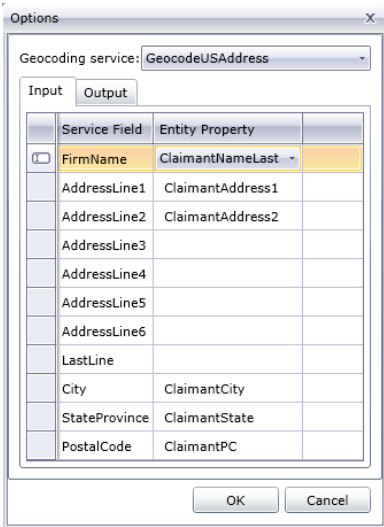 Options X
Geocoding service: GeocodeUSAddress
Input Output
Service Field Entity Property
FirmName ClaimantNameLast
AddressLine1 ClaimantAddress1
AddressLine2 ClaimantAddress2
AddressLine3
AddressLine4
AddressLine5
AddressLine6
LastLine
City ClaimantCity
StateProvince ClaimantState
PostalCode ClaimantPC
OK Cancel